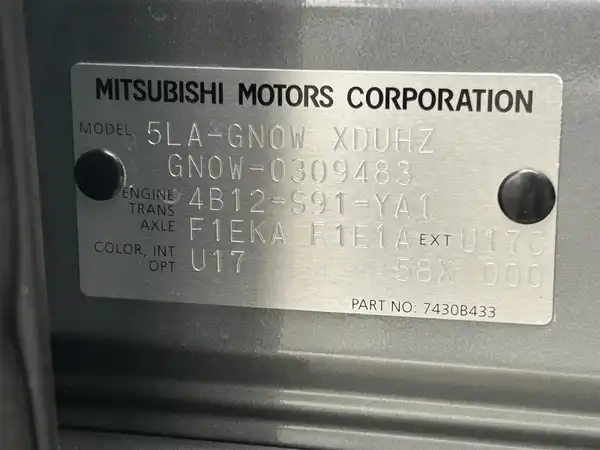 MITSUBISHI MOTORS CORPORATION
MODEL 5LA-GN0W XDUHZ
GN0W-0309483
ENGINE 4B12-S91-YA1
TRANS
AXLE F1EKA F1E1A EXT U17C
COLOR, INT
OPT U17 58X 000
PART NO: 7430B433